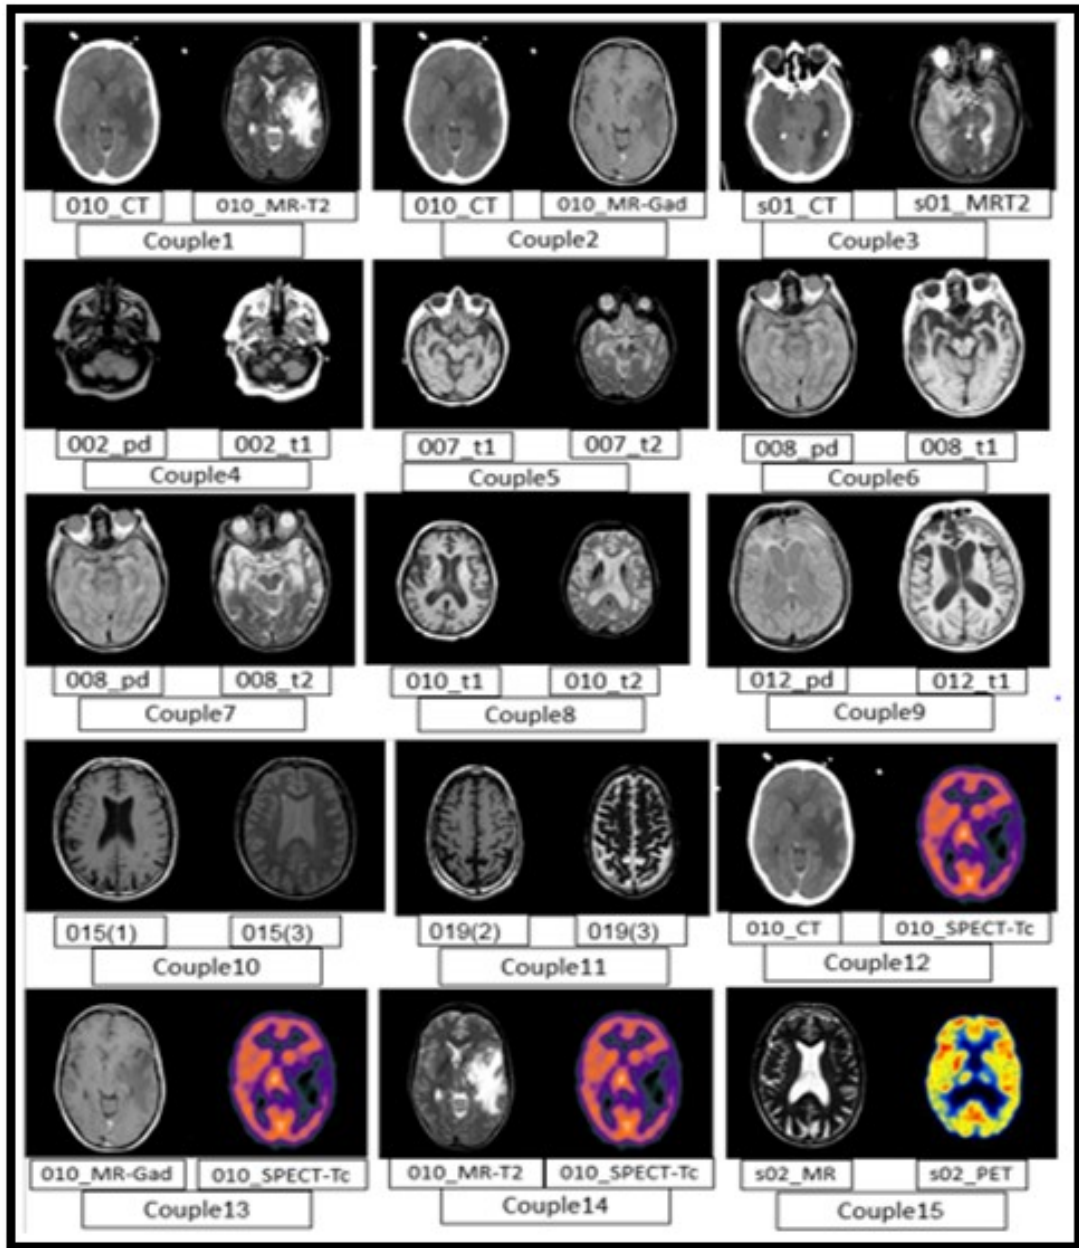 010_CT 010_MR-T2 010_CT 010_MR-Gad s01_CT s01_MRT2
Couple1 Couple2 Couple3
002_pd 002_t1 007_t1 007_t2 008_pd 008_t1
Couple4 Couple5 Couple6
008_pd 008_t2 010_t1 010_t2 012_pd 012_t1
Couple7 Couple8 Couple9
015(1) 015(3) 019(2) 019(3) 010_CT 010_SPECT-Tc
Couple10 Couple11 Couple12
010_MR-Gad 010_SPECT-Tc 010_MR-T2 010_SPECT-Tc s02_MR s02_PET
Couple13 Couple14 Couple15